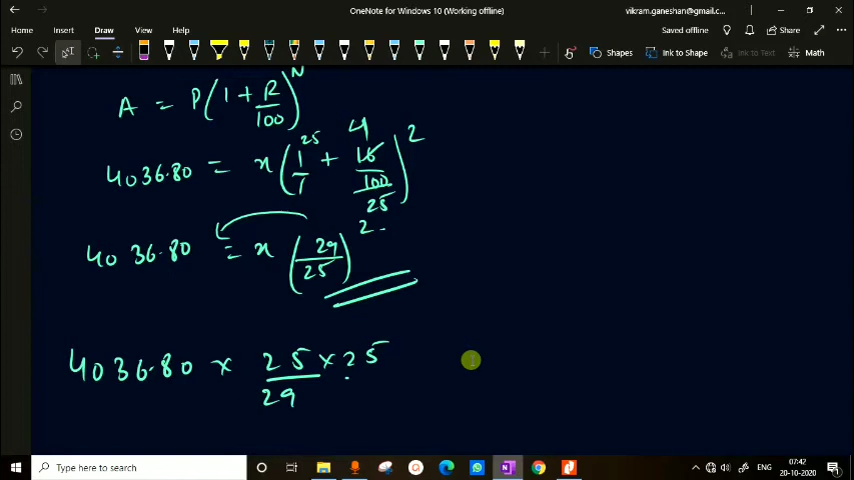 OneNote for Windows 10 (Working offline)
vikram.ganeshan@gmail.c...
Home Insert Draw View Help
Saved offline Share
Shapes Ink to Shape Ink to Text Math
A = P(1 + R/100)^N
4036.80 = x(1/1 + 16/100)^2
25 4 25
4036.80 = x(29/25)^2
4036.80 × 25/29 × 25
Type here to search
ENG
07:42
20-10-2020
1